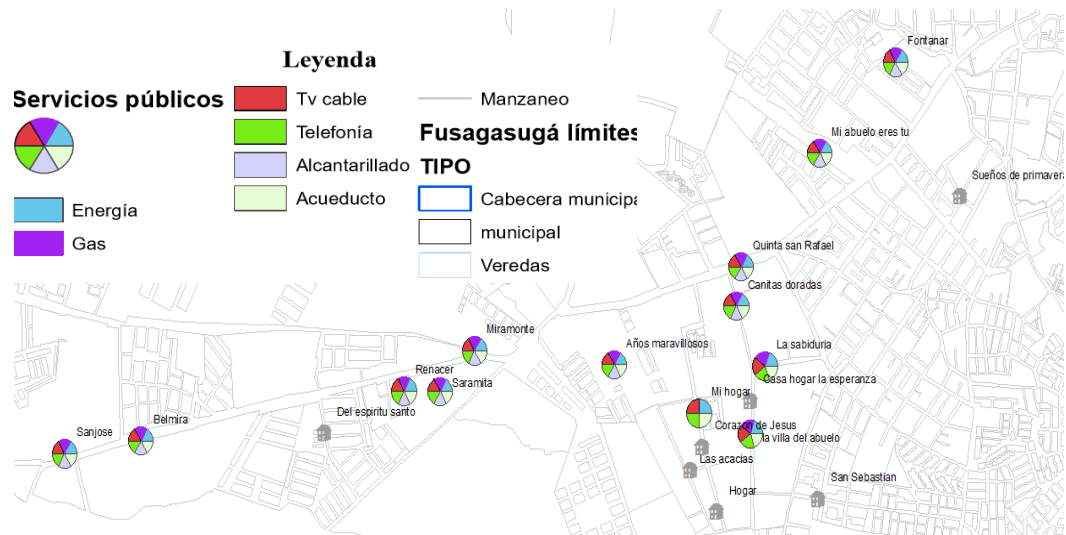 Leyenda
Servicios públicos
Energía
Gas
Tv cable
Telefonía
Alcantarillado
Acueducto
Manzaneo
Fusagasugá límites
TIPO
Cabecera municipa
municipal
Veredas
Fontanar
Mi abuelo eres tu
Sueños de primavera
Quinta san Rafael
Canitas doradas
Miramonte
Años maravillosos
La sabiduria
Renacer
Saramita
Casa hogar la esperanza
Mi hogar
Del espiritu santo
Belmira
Sanjose
Corazon de Jesus
la villa del abuelo
Las acacias
San Sebastian
Hogar